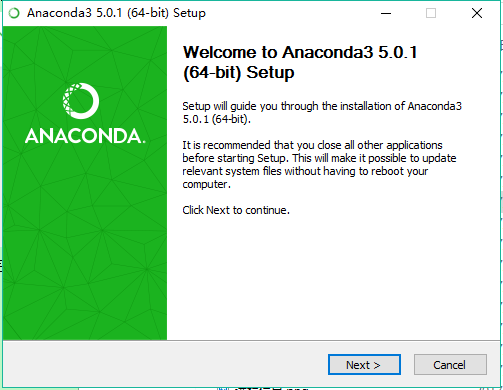 Anaconda3 5.0.1 (64-bit) Setup
Welcome to Anaconda3 5.0.1
(64-bit) Setup
Setup will guide you through the installation of Anaconda3
5.0.1 (64-bit).
It is recommended that you close all other applications
before starting Setup. This will make it possible to update
relevant system files without having to reboot your
computer.
Click Next to continue.
ANACONDA.
Next >
Cancel